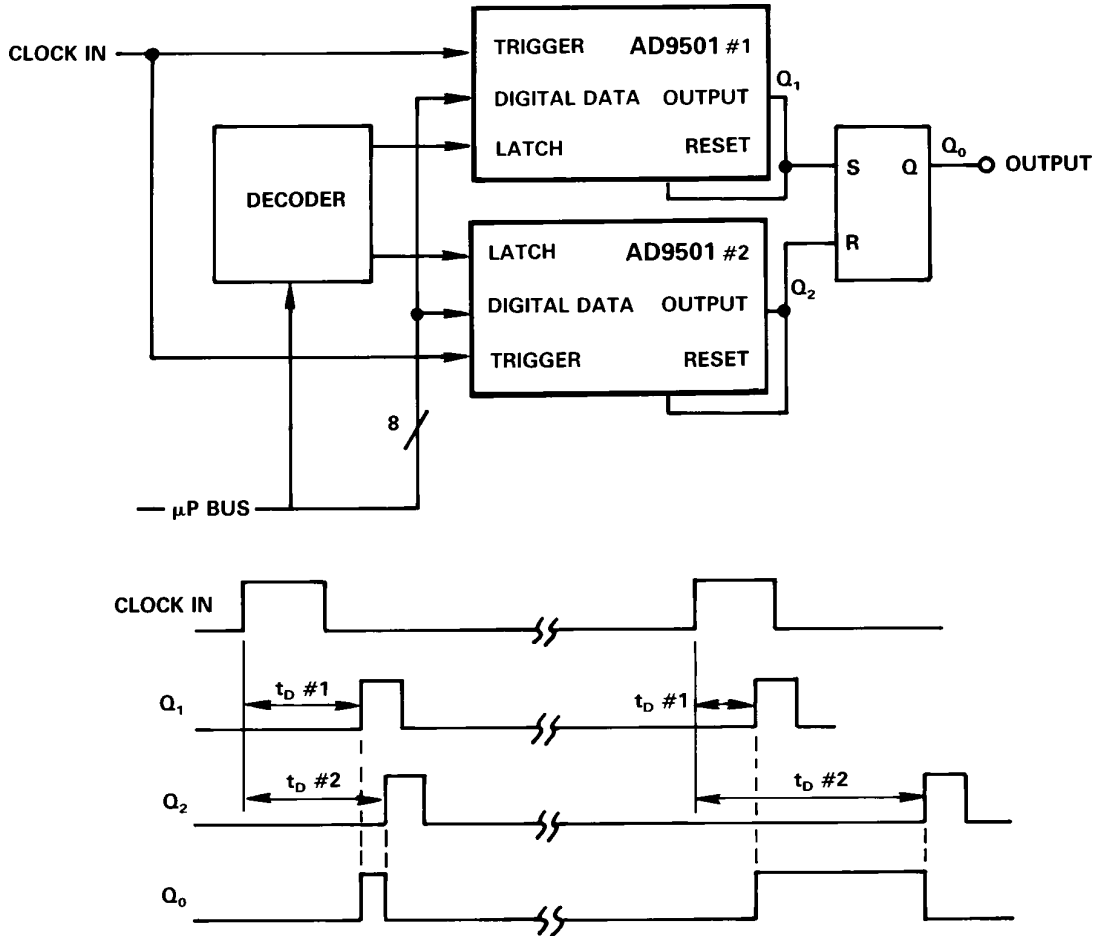 CLOCK IN
TRIGGER AD9501 #1
DIGITAL DATA OUTPUT
LATCH RESET
Q₁
DECODER
S Q
R
Q₀
OUTPUT
LATCH AD9501 #2
DIGITAL DATA OUTPUT
TRIGGER RESET
Q₂
8
μP BUS
CLOCK IN
Q₁
t_D #1
t_D #1
Q₂
t_D #2
t_D #2
Q₀